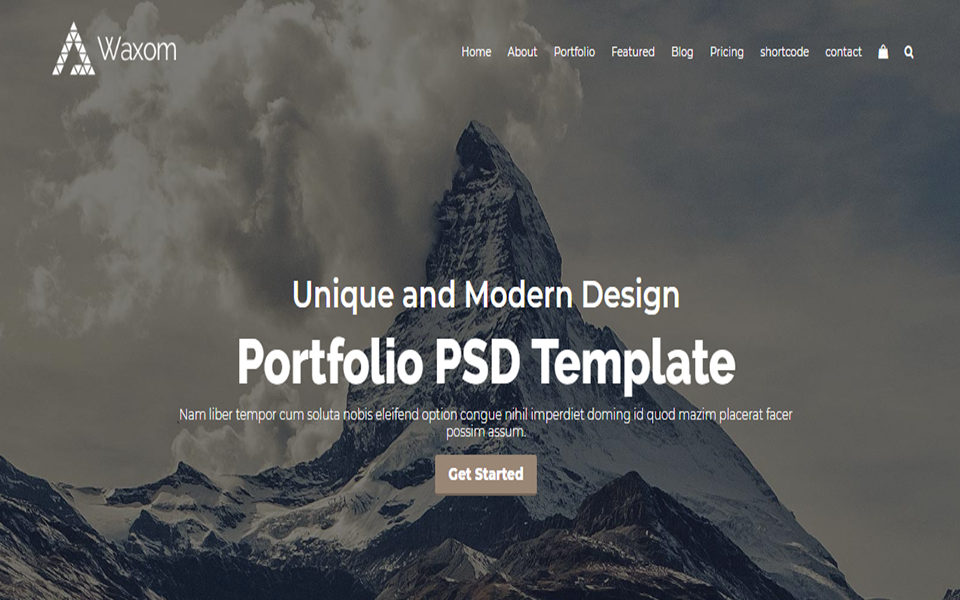 Waxom
Home About Portfolio Featured Blog Pricing shortcode contact
Unique and Modern Design
Portfolio PSD Template
Nam liber tempor cum soluta nobis eleifend option congue nihil imperdiet doming id quod mazim placerat facer
possim assum.
Get Started